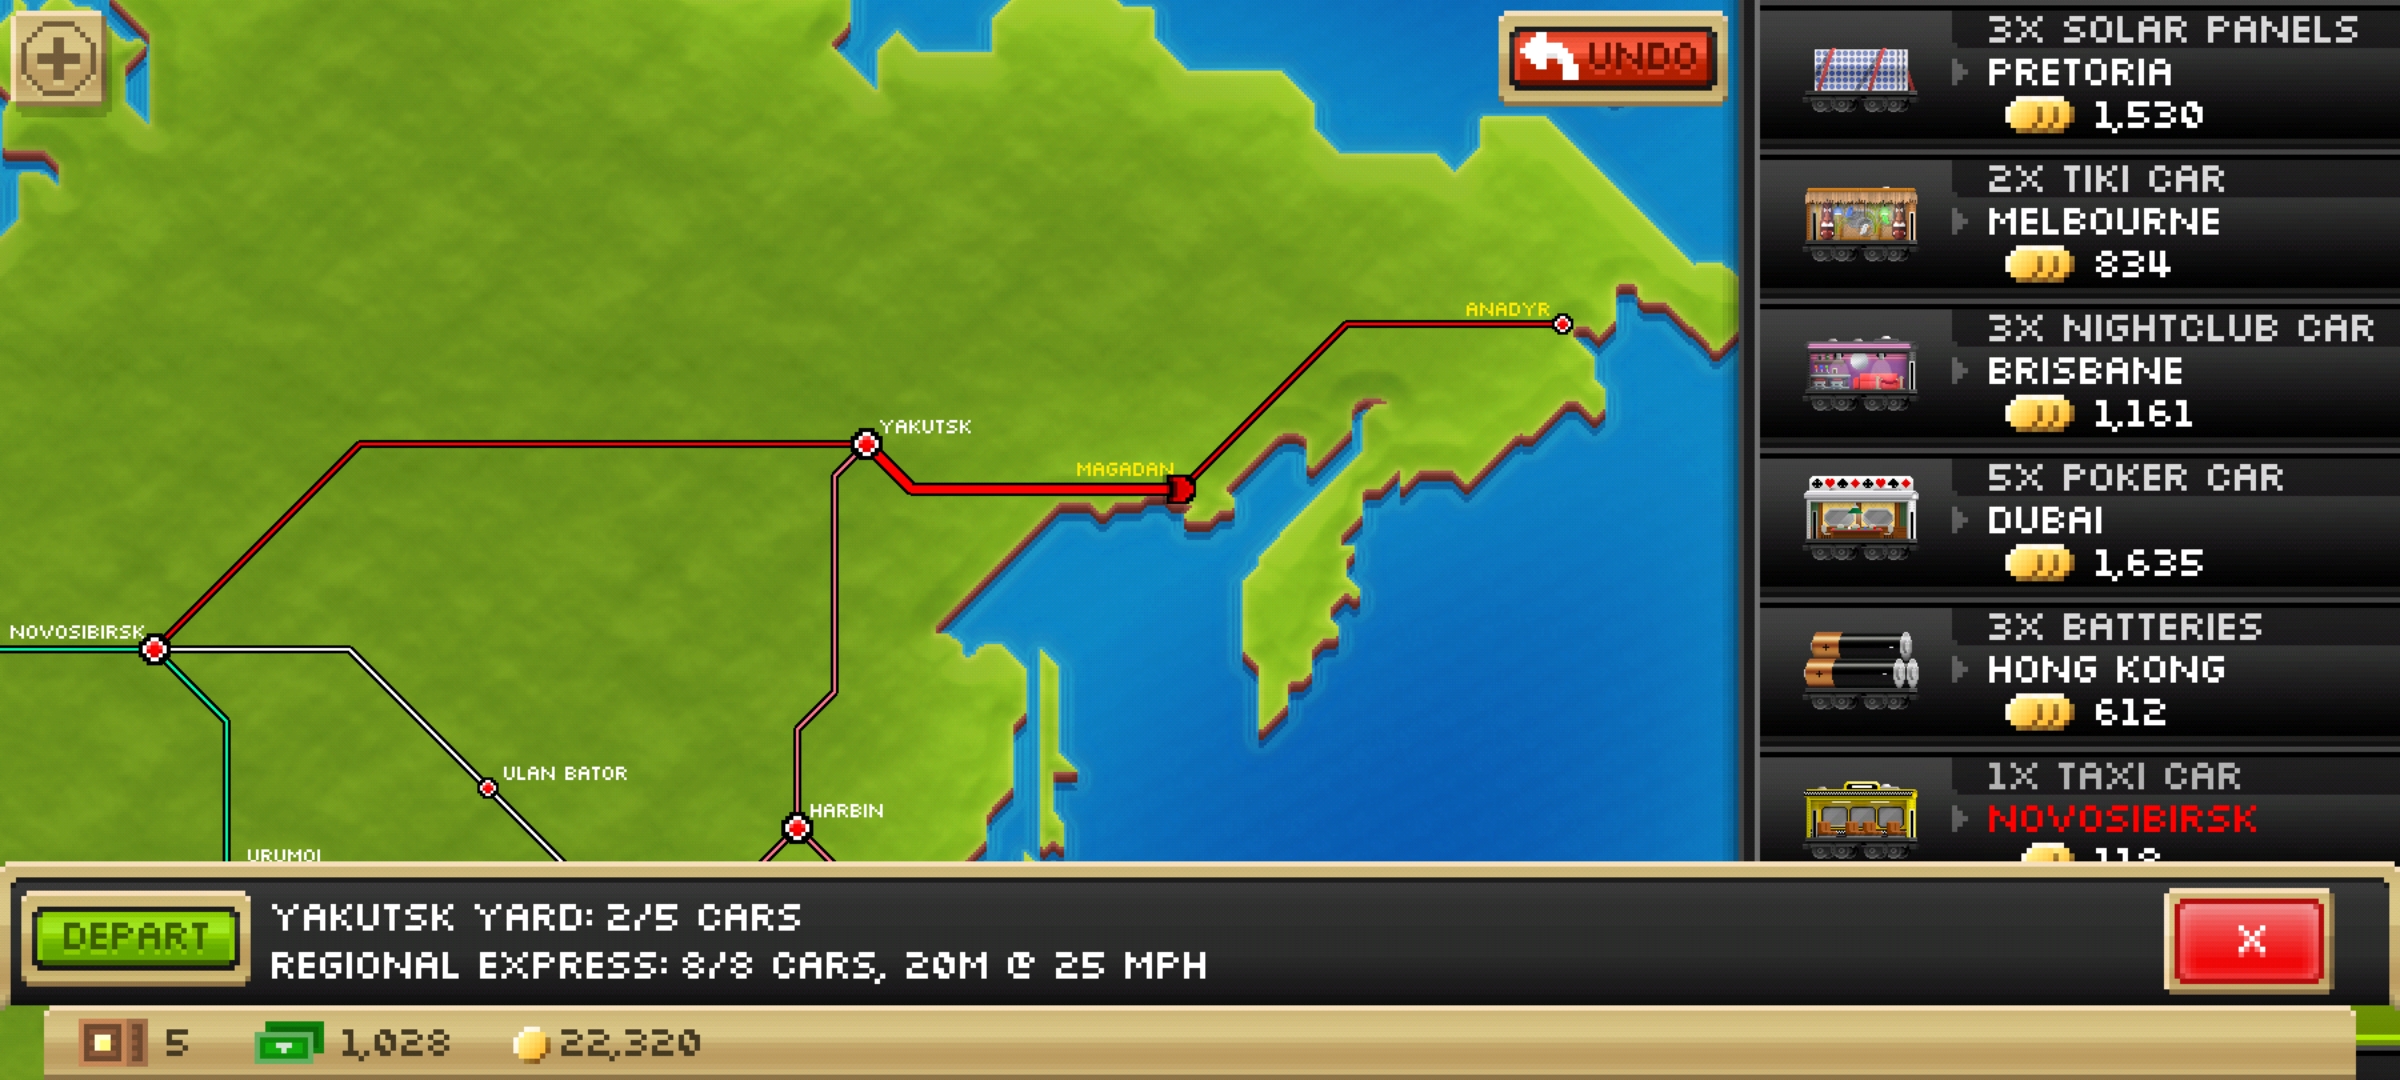 UNDO
ANADYR
YAKUTSK
MAGADAN
NOVOSIBIRSK
ULAN BATOR
HARBIN
URUMQI
3X SOLAR PANELS
PRETORIA
1,530
2X TIKI CAR
MELBOURNE
834
3X NIGHTCLUB CAR
BRISBANE
1,161
5X POKER CAR
DUBAI
1,635
3X BATTERIES
HONG KONG
612
1X TAXI CAR
NOVOSIBIRSK
DEPART
YAKUTSK YARD: 2/5 CARS
REGIONAL EXPRESS: 8/8 CARS, 20M @ 25 MPH
X
5
1,028
22,320